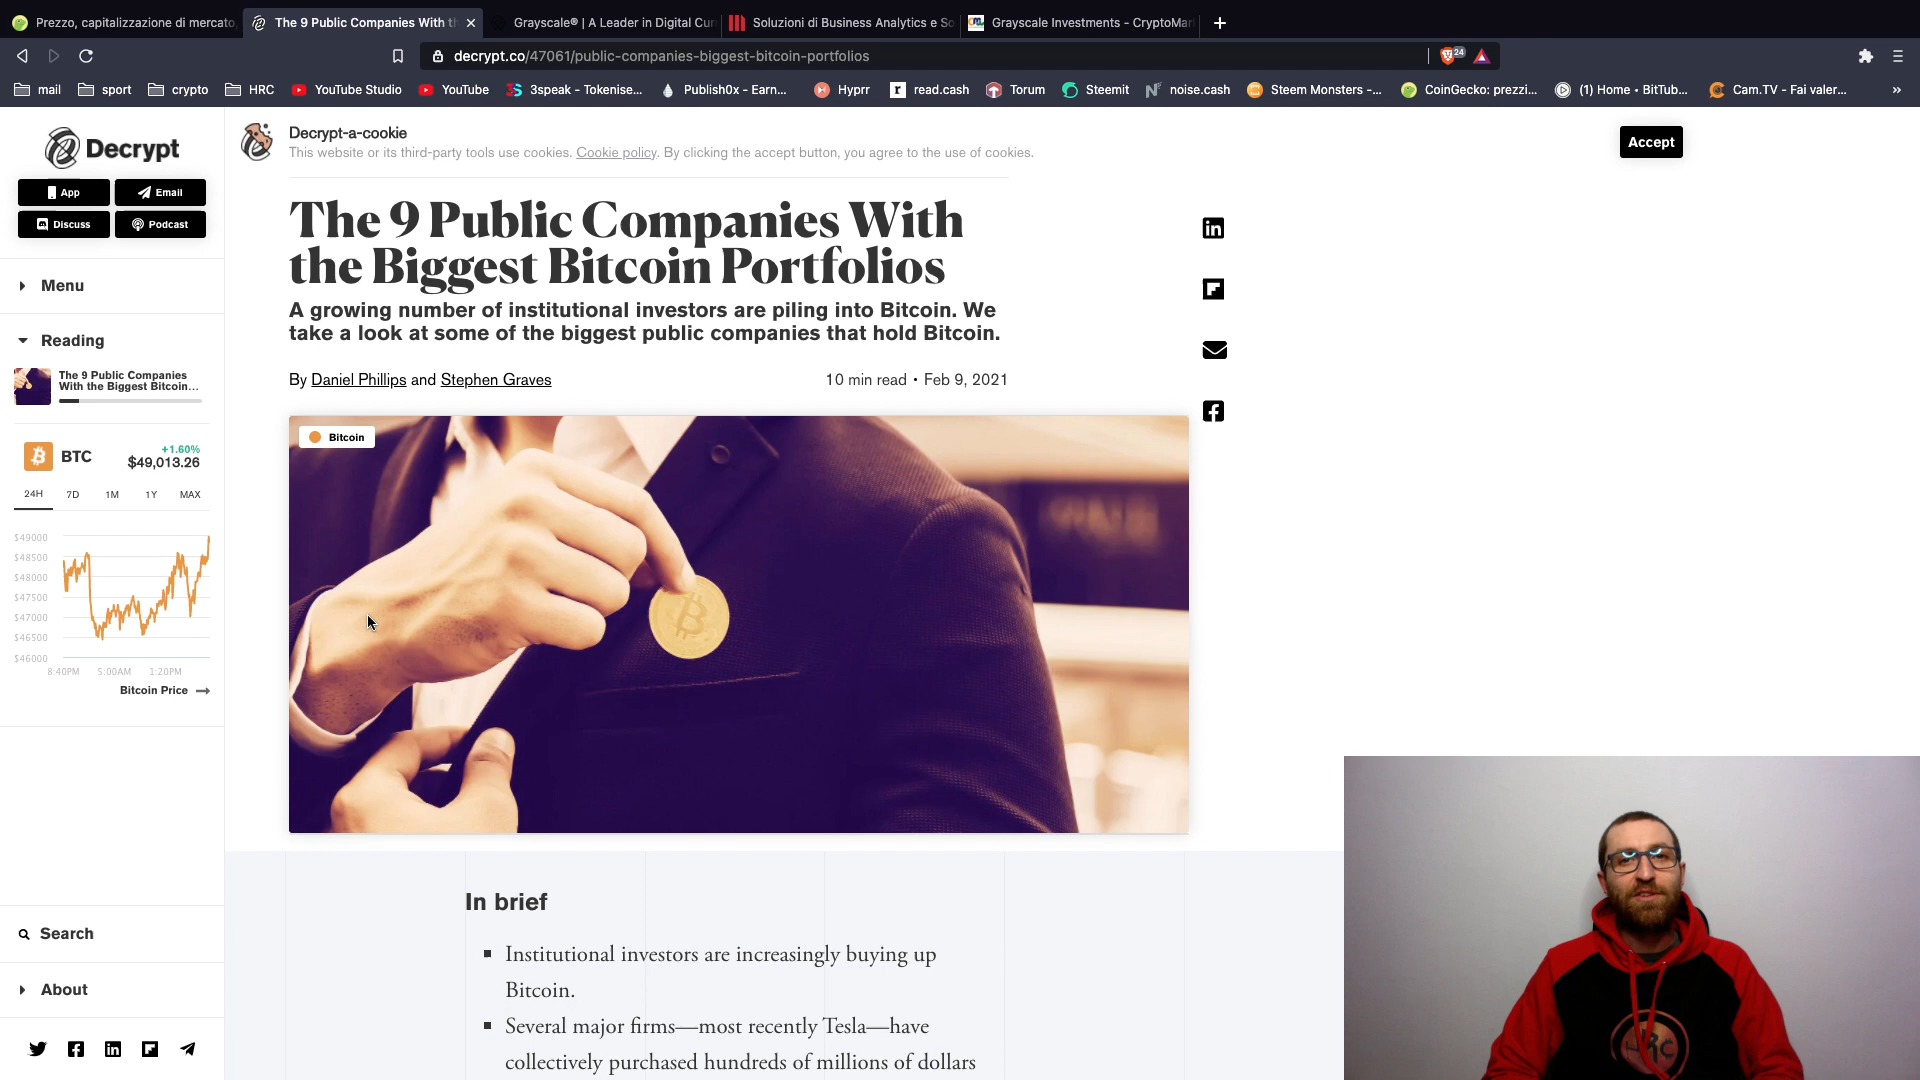 Prezzo, capitalizzazione di mercato,
The 9 Public Companies With t
Grayscale® | A Leader in Digital Cur
Soluzioni di Business Analytics e So
Grayscale Investments - CryptoMar
decrypt.co/47061/public-companies-biggest-bitcoin-portfolios
24
mail
sport
crypto
HRC
YouTube Studio
YouTube
3speak - Tokenise...
Publish0x - Earn...
Hyprr
read.cash
Torum
Steemit
noise.cash
Steem Monsters -...
CoinGecko: prezzi...
(1) Home • BitTub...
Cam.TV - Fai valer...
»
Decrypt
App
Email
Discuss
Podcast
Menu
Reading
The 9 Public Companies
With the Biggest Bitcoin...
BTC
+1.60%
$49,013.26
24H 7D 1M 1Y MAX
$49000
$48500
$48000
$47500
$47000
$46500
$46000
8:40PM 5:00AM 1:20PM
Bitcoin Price
Search
About
Decrypt-a-cookie
This website or its third-party tools use cookies. Cookie policy. By clicking the accept button, you agree to the use of cookies.
Accept
The 9 Public Companies With
the Biggest Bitcoin Portfolios
A growing number of institutional investors are piling into Bitcoin. We
take a look at some of the biggest public companies that hold Bitcoin.
By Daniel Phillips and Stephen Graves
10 min read • Feb 9, 2021
Bitcoin
In brief
Institutional investors are increasingly buying up
Bitcoin.
Several major firms—most recently Tesla—have
collectively purchased hundreds of millions of dollars
HRC